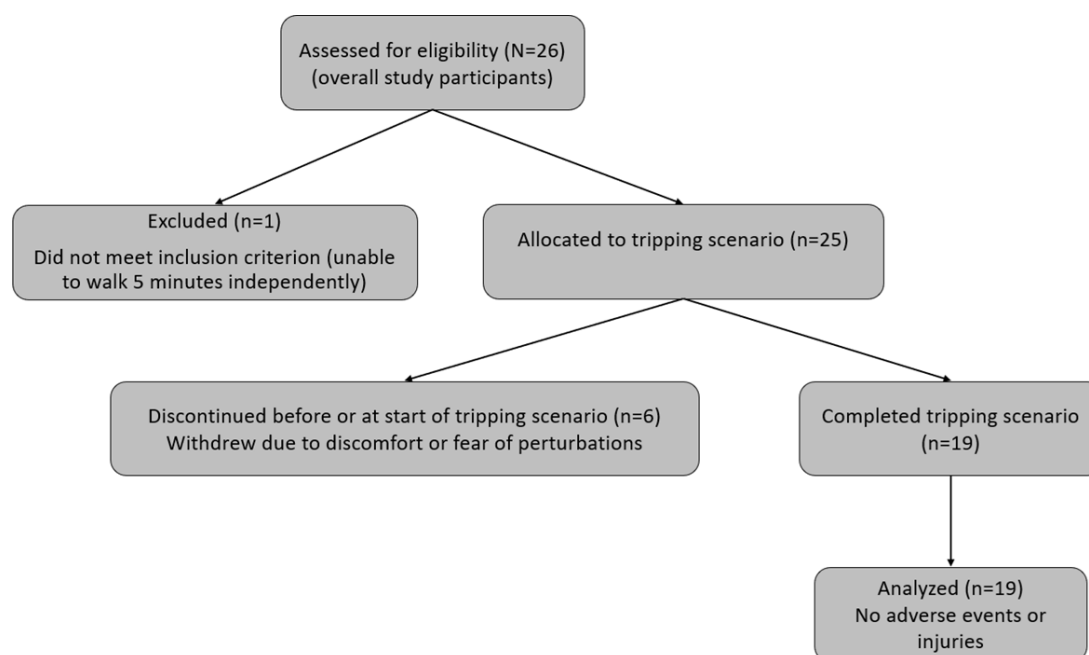 Assessed for eligibility (N=26)
(overall study participants)
Excluded (n=1)
Did not meet inclusion criterion (unable
to walk 5 minutes independently)
Allocated to tripping scenario (n=25)
Discontinued before or at start of tripping scenario (n=6)
Withdrew due to discomfort or fear of perturbations
Completed tripping scenario
(n=19)
Analyzed (n=19)
No adverse events or
injuries